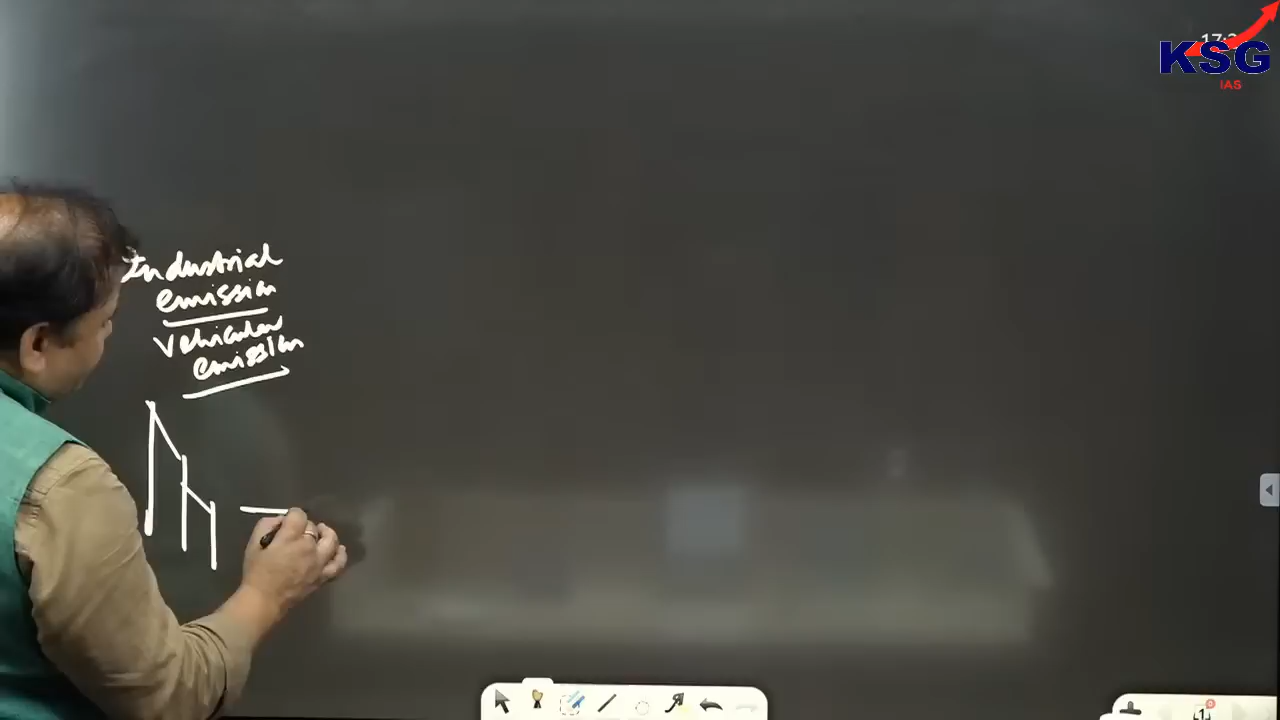 KSG
IAS
Industrial
emission
Vehicular
emission